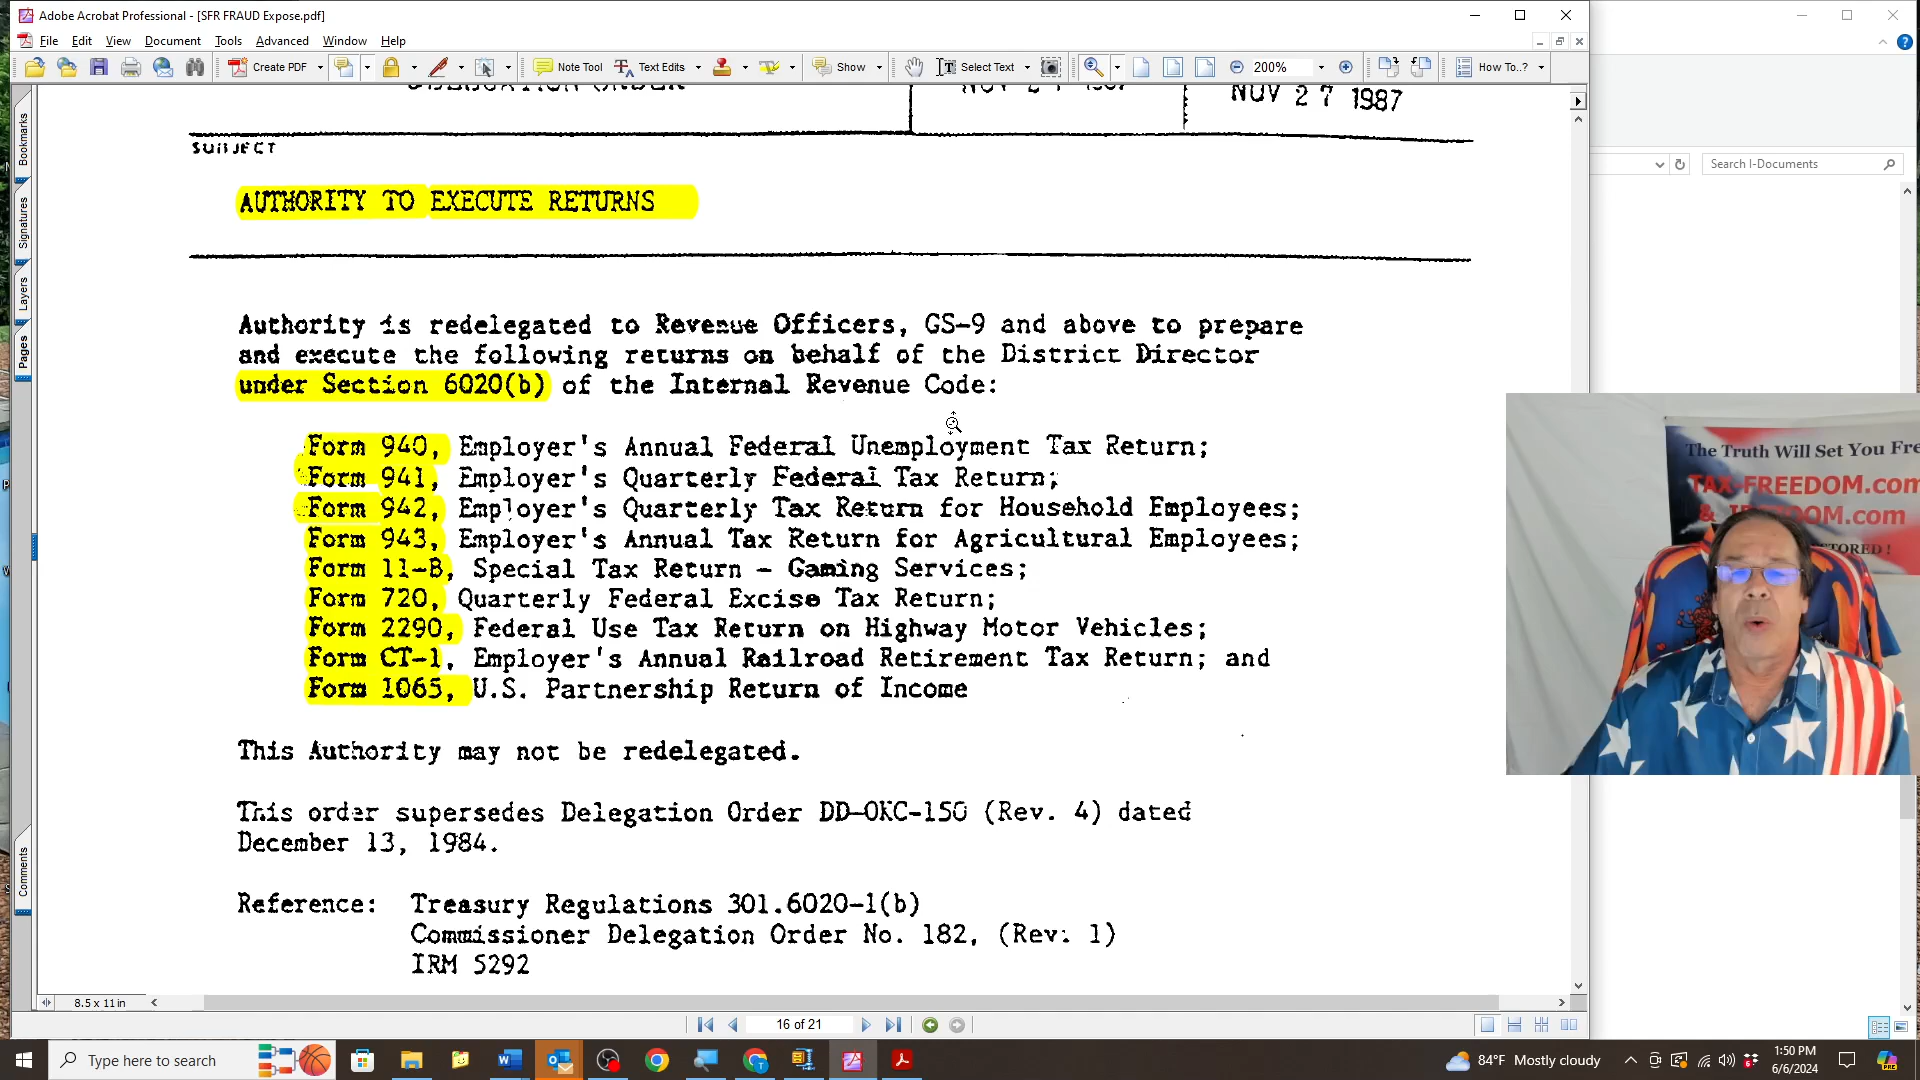 Adobe Acrobat Professional - [SFR FRAUD Expose.pdf]
File Edit View Document Tools Advanced Window Help
Create PDF Note Tool Text Edits Show Select Text 200% How To..?
NOV 27 1987
SUBJECT
AUTHORITY TO EXECUTE RETURNS
Authority is redelegated to Revenue Officers, GS-9 and above to prepare
and execute the following returns on behalf of the District Director
under Section 6020(b) of the Internal Revenue Code:
Form 940, Employer's Annual Federal Unemployment Tax Return;
Form 941, Employer's Quarterly Federal Tax Return;
Form 942, Employer's Quarterly Tax Return for Household Employees;
Form 943, Employer's Annual Tax Return for Agricultural Employees;
Form 11-B, Special Tax Return - Gaming Services;
Form 720, Quarterly Federal Excise Tax Return;
Form 2290, Federal Use Tax Return on Highway Motor Vehicles;
Form CT-1, Employer's Annual Railroad Retirement Tax Return; and
Form 1065, U.S. Partnership Return of Income
This Authority may not be redelegated.
This order supersedes Delegation Order DD-OKC-150 (Rev. 4) dated
December 13, 1984.
Reference: Treasury Regulations 301.6020-1(b)
Commissioner Delegation Order No. 182, (Rev. 1)
IRM 5292
Bookmarks
Signatures
Layers
Pages
Comments
8.5 x 11 in
16 of 21
Search I-Documents
The Truth Will Set You Fre
TAX-FREEDOM.com
&
dom.com
STORED !
Type here to search
84°F Mostly cloudy
1:50 PM
6/6/2024